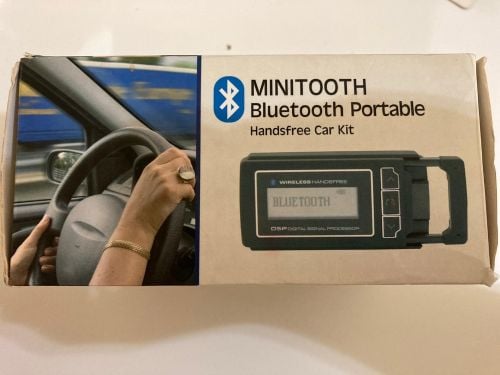 MINITOOTH
Bluetooth Portable
Handsfree Car Kit
WIRELESS HANDSFREE
BLUETOOTH
DSP DIGITAL SIGNAL PROCESSOR